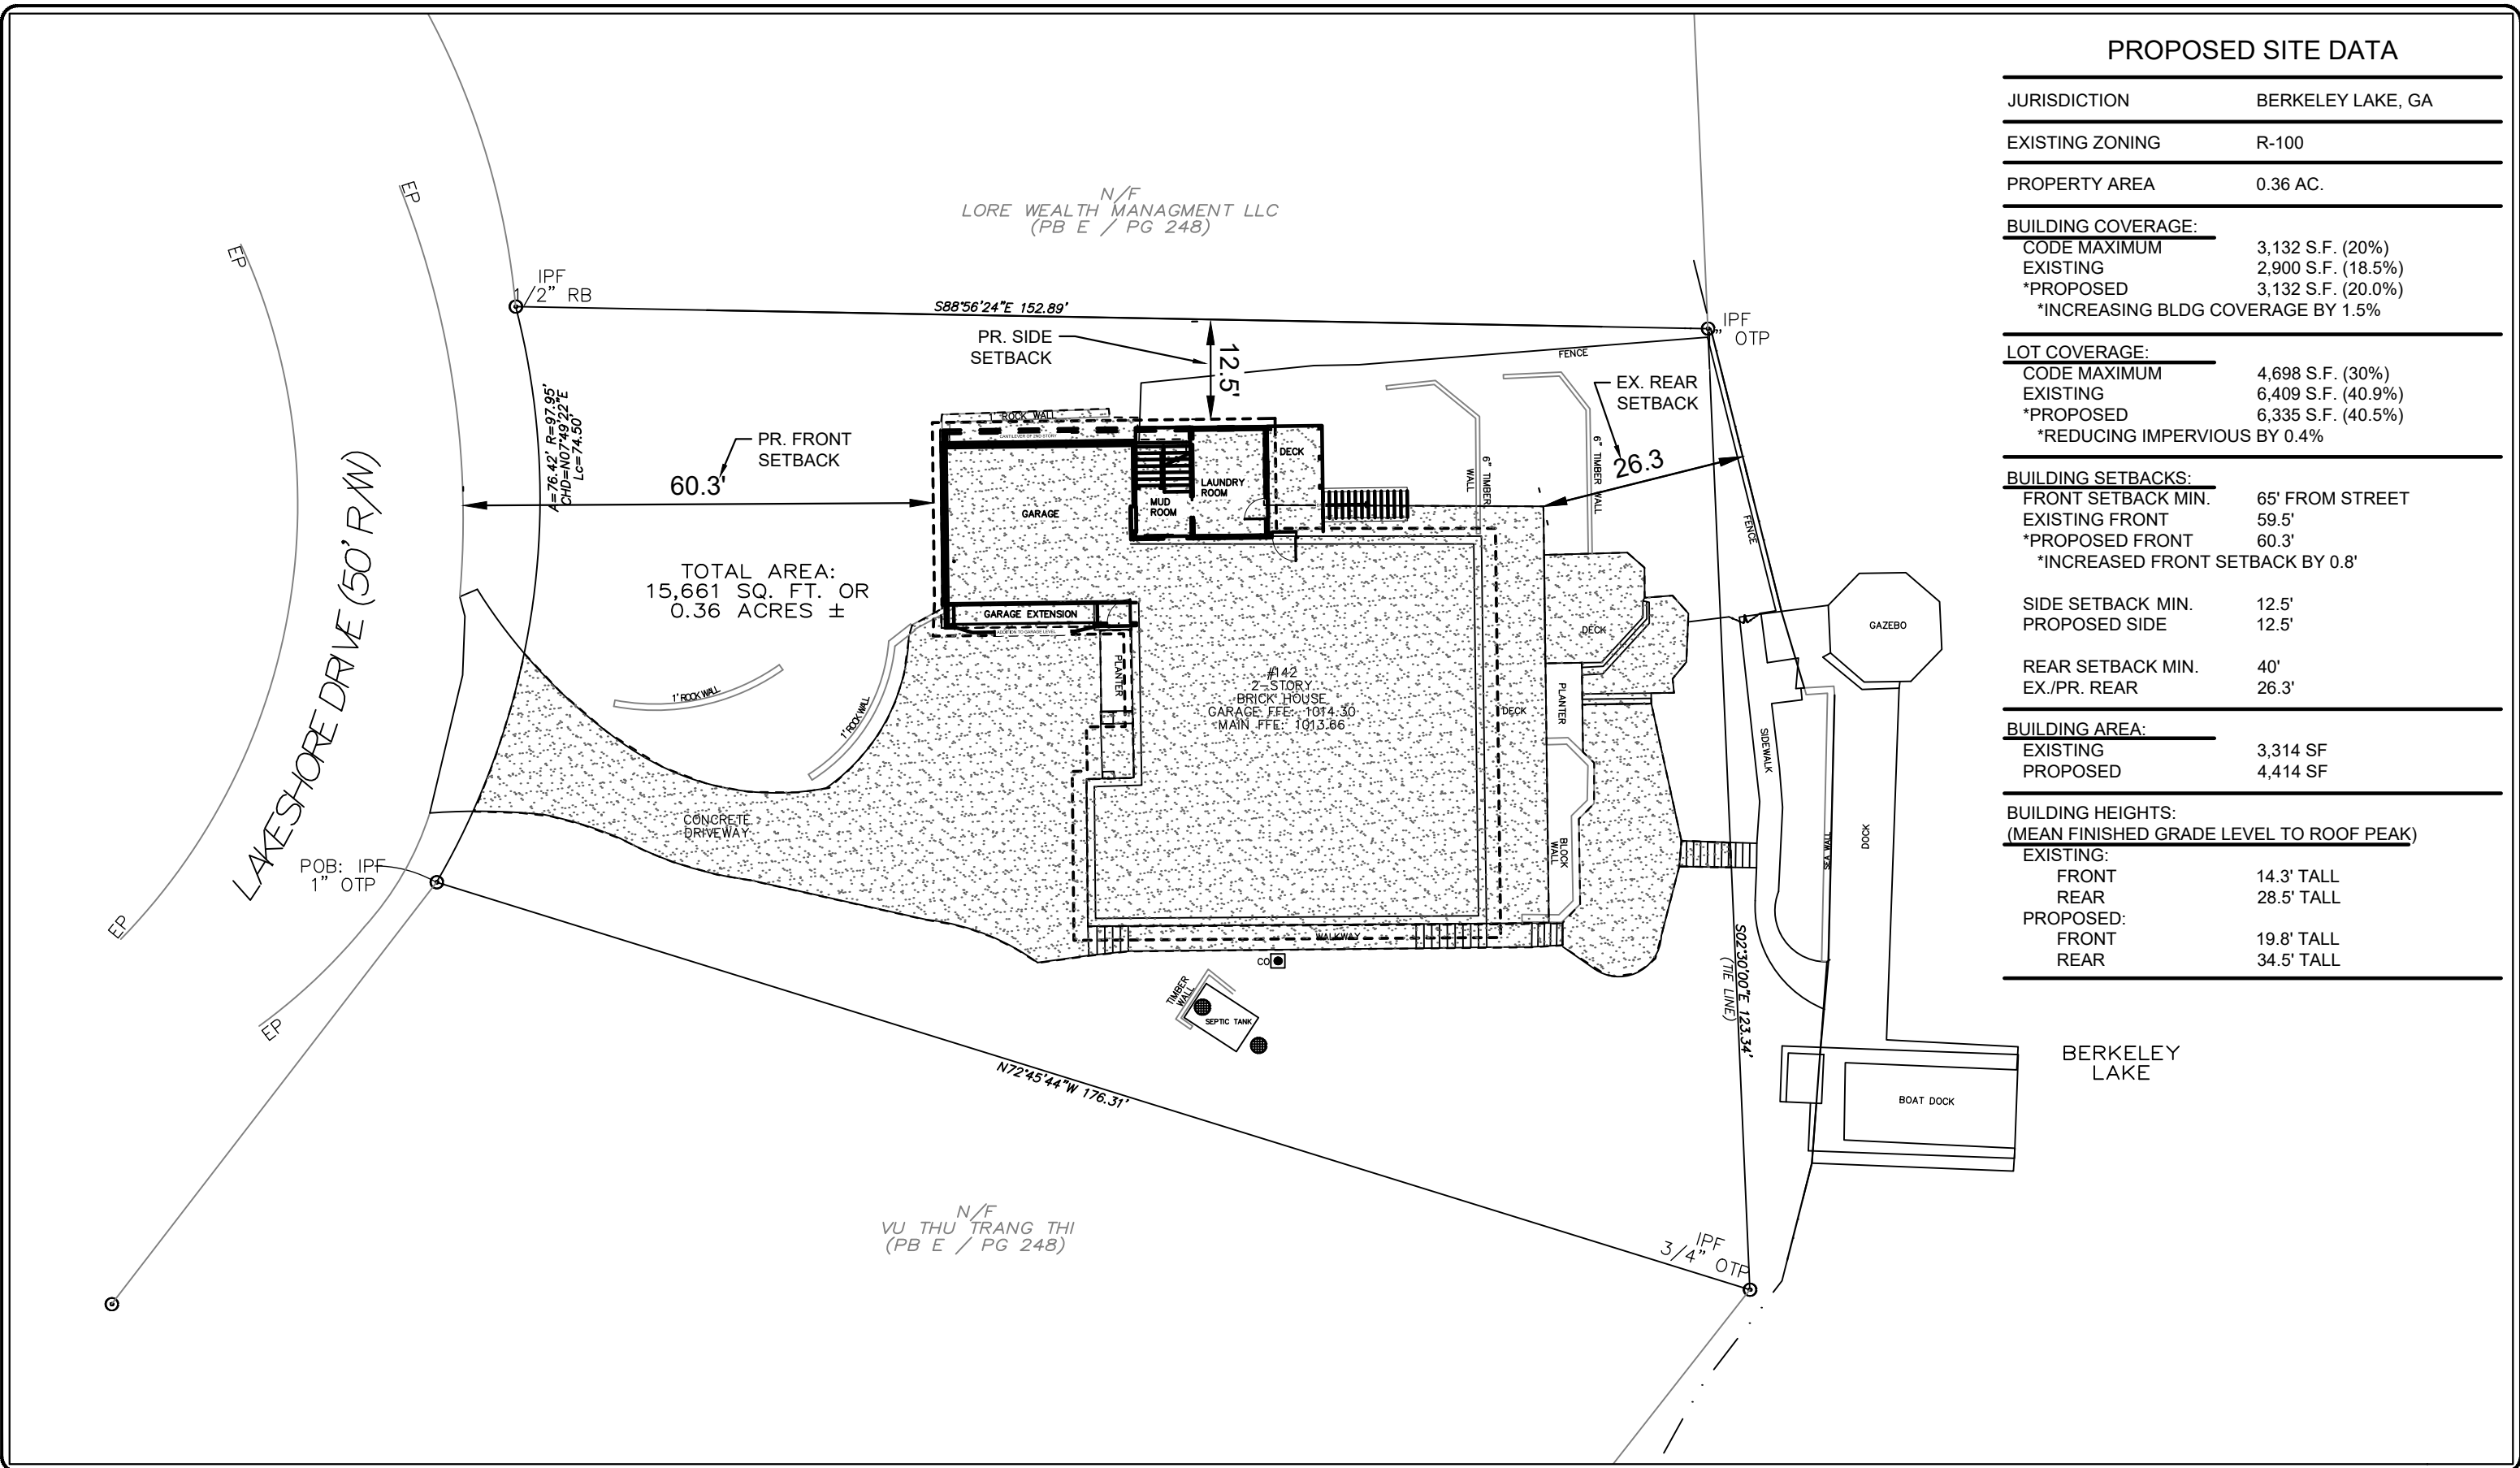 PROPOSED SITE DATA
JURISDICTION BERKELEY LAKE, GA
EXISTING ZONING R-100
PROPERTY AREA 0.36 AC.
BUILDING COVERAGE:
CODE MAXIMUM 3,132 S.F. (20%)
EXISTING 2,900 S.F. (18.5%)
*PROPOSED 3,132 S.F. (20.0%)
*INCREASING BLDG COVERAGE BY 1.5%
LOT COVERAGE:
CODE MAXIMUM 4,698 S.F. (30%)
EXISTING 6,409 S.F. (40.9%)
*PROPOSED 6,335 S.F. (40.5%)
*REDUCING IMPERVIOUS BY 0.4%
BUILDING SETBACKS:
FRONT SETBACK MIN. 65' FROM STREET
EXISTING FRONT 59.5'
*PROPOSED FRONT 60.3'
*INCREASED FRONT SETBACK BY 0.8'
SIDE SETBACK MIN. 12.5'
PROPOSED SIDE 12.5'
REAR SETBACK MIN. 40'
EX./PR. REAR 26.3'
BUILDING AREA:
EXISTING 3,314 SF
PROPOSED 4,414 SF
BUILDING HEIGHTS:
(MEAN FINISHED GRADE LEVEL TO ROOF PEAK)
EXISTING:
FRONT 14.3' TALL
REAR 28.5' TALL
PROPOSED:
FRONT 19.8' TALL
REAR 34.5' TALL
BERKELEY
LAKE
EP
EP
EP
EP
LAKESHORE DRIVE (50' R/W)
N/F
LORE WEALTH MANAGMENT LLC
(PB E / PG 248)
IPF
1/2" RB
S88°56'24"E 152.89'
IPF
" OTP
PR. SIDE
SETBACK
12.5'
FENCE
EX. REAR
SETBACK
26.3
A=76.42' R=97.95'
CHD=N07°49'22"E
Lc=74.50'
PR. FRONT
SETBACK
60.3'
1' ROCK WALL
CANTILEVER OF 2ND STORY
DECK
LAUNDRY
ROOM
MUD
ROOM
GARAGE
6" TIMBER
WALL
6" TIMBER WALL
FENCE
TOTAL AREA:
15,661 SQ. FT. OR
0.36 ACRES ±
GARAGE EXTENSION
ADDITION TO GARAGE LEVEL
PLANTER
1' ROCK WALL
1' ROCK WALL
#142
2-STORY
BRICK HOUSE
GARAGE FFE: 1014.30
MAIN FFE: 1013.66
DECK
DECK
PLANTER
GAZEBO
SIDEWALK
SEA WALL
DOCK
BLOCK
WALL
CONCRETE
DRIVEWAY
POB: IPF
1" OTP
WALKWAY
CO
TIMBER
WALL
SEPTIC TANK
S02°30'00"E 123.34'
(TIE LINE)
N72°45'44"W 176.31'
BOAT DOCK
N/F
VU THU TRANG THI
(PB E / PG 248)
IPF
3/4" OTP